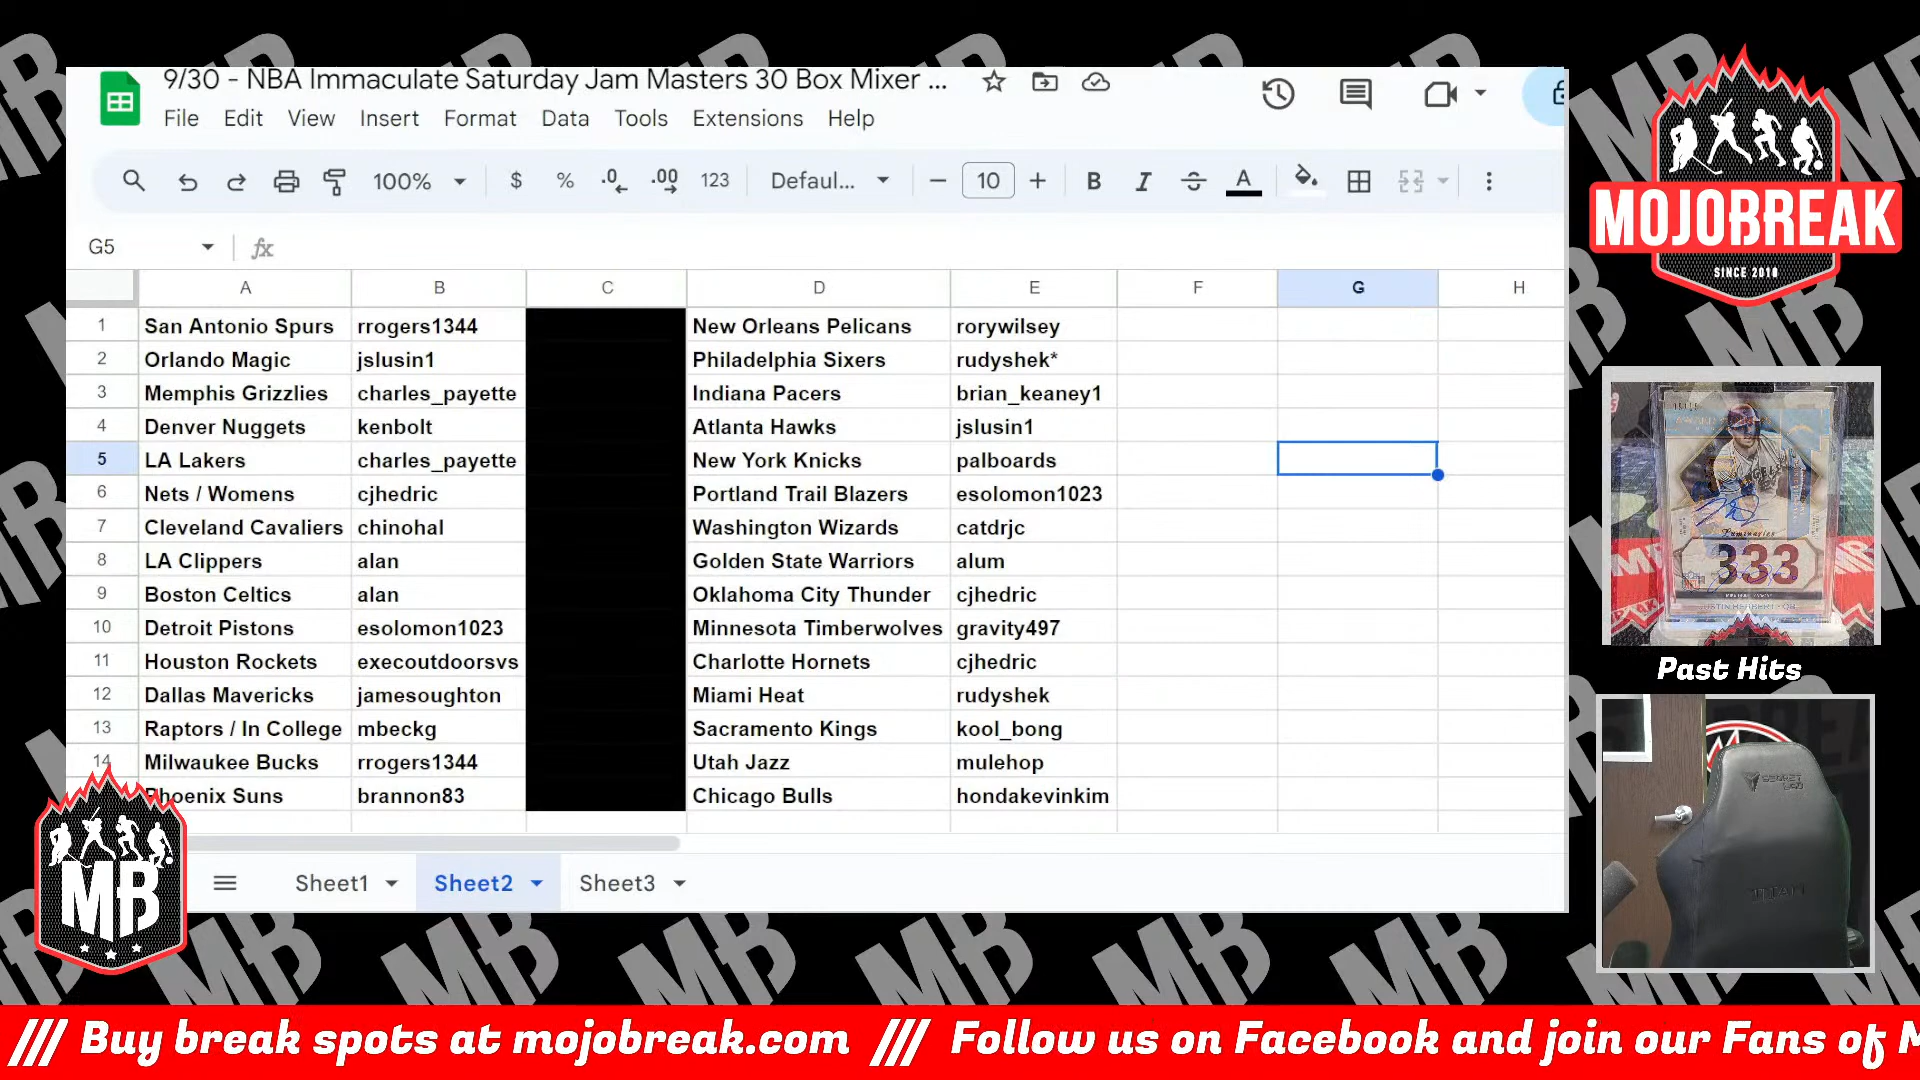 9/30 - NBA Immaculate Saturday Jam Masters 30 Box Mixer ...
File Edit View Insert Format Data Tools Extensions Help
100% $ % .0 .00 123 Defaul... 10 B I A
G5 fx
A B C D E F G H
1 San Antonio Spurs rrogers1344 New Orleans Pelicans rorywilsey
2 Orlando Magic jslusin1 Philadelphia Sixers rudyshek*
3 Memphis Grizzlies charles_payette Indiana Pacers brian_keaney1
4 Denver Nuggets kenbolt Atlanta Hawks jslusin1
5 LA Lakers charles_payette New York Knicks palboards
6 Nets / Womens cjhedric Portland Trail Blazers esolomon1023
7 Cleveland Cavaliers chinohal Washington Wizards catdrjc
8 LA Clippers alan Golden State Warriors alum
9 Boston Celtics alan Oklahoma City Thunder cjhedric
10 Detroit Pistons esolomon1023 Minnesota Timberwolves gravity497
11 Houston Rockets execoutdoorsvs Charlotte Hornets cjhedric
12 Dallas Mavericks jamesoughton Miami Heat rudyshek
13 Raptors / In College mbeckg Sacramento Kings kool_bong
14 Milwaukee Bucks rrogers1344 Utah Jazz mulehop
Phoenix Suns brannon83 Chicago Bulls hondakevinkim
Sheet1 Sheet2 Sheet3
MB
MOJOBREAK
SINCE 2010
333
Past Hits
SECRET LAB
TITAN
/// Buy break spots at mojobreak.com /// Follow us on Facebook and join our Fans of M